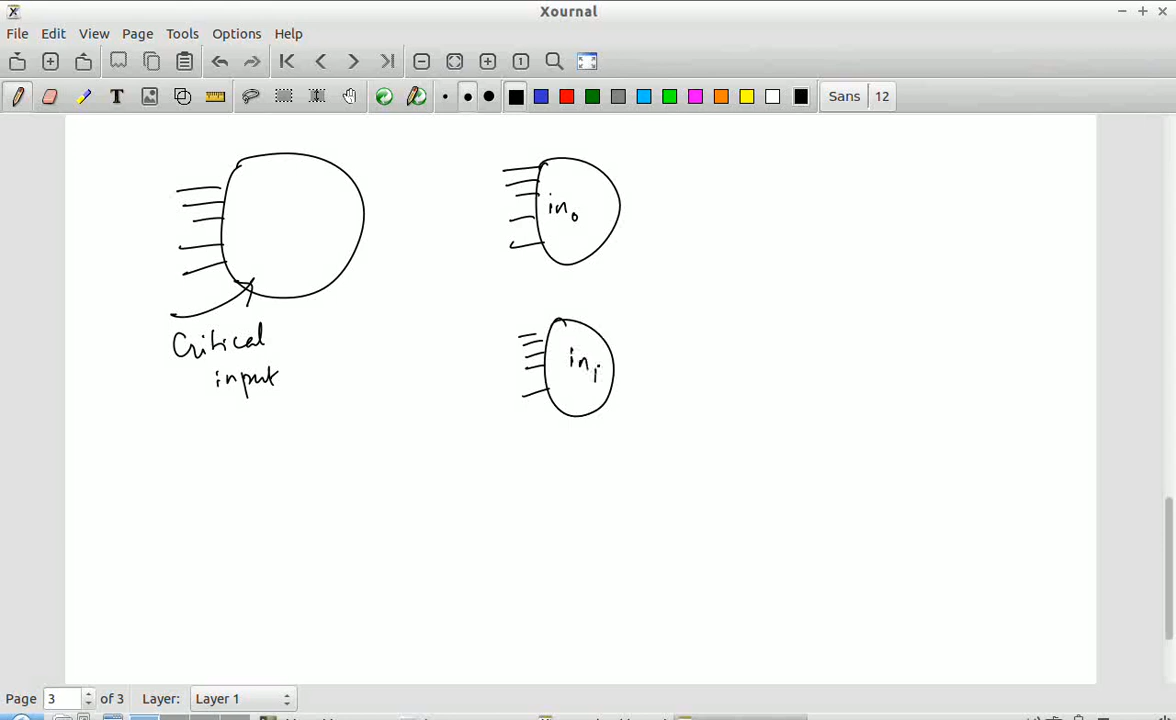 Xournal
File Edit View Page Tools Options Help
Sans 12
in₀
Critical
input
in₁
Page 3 of 3 Layer: Layer 1